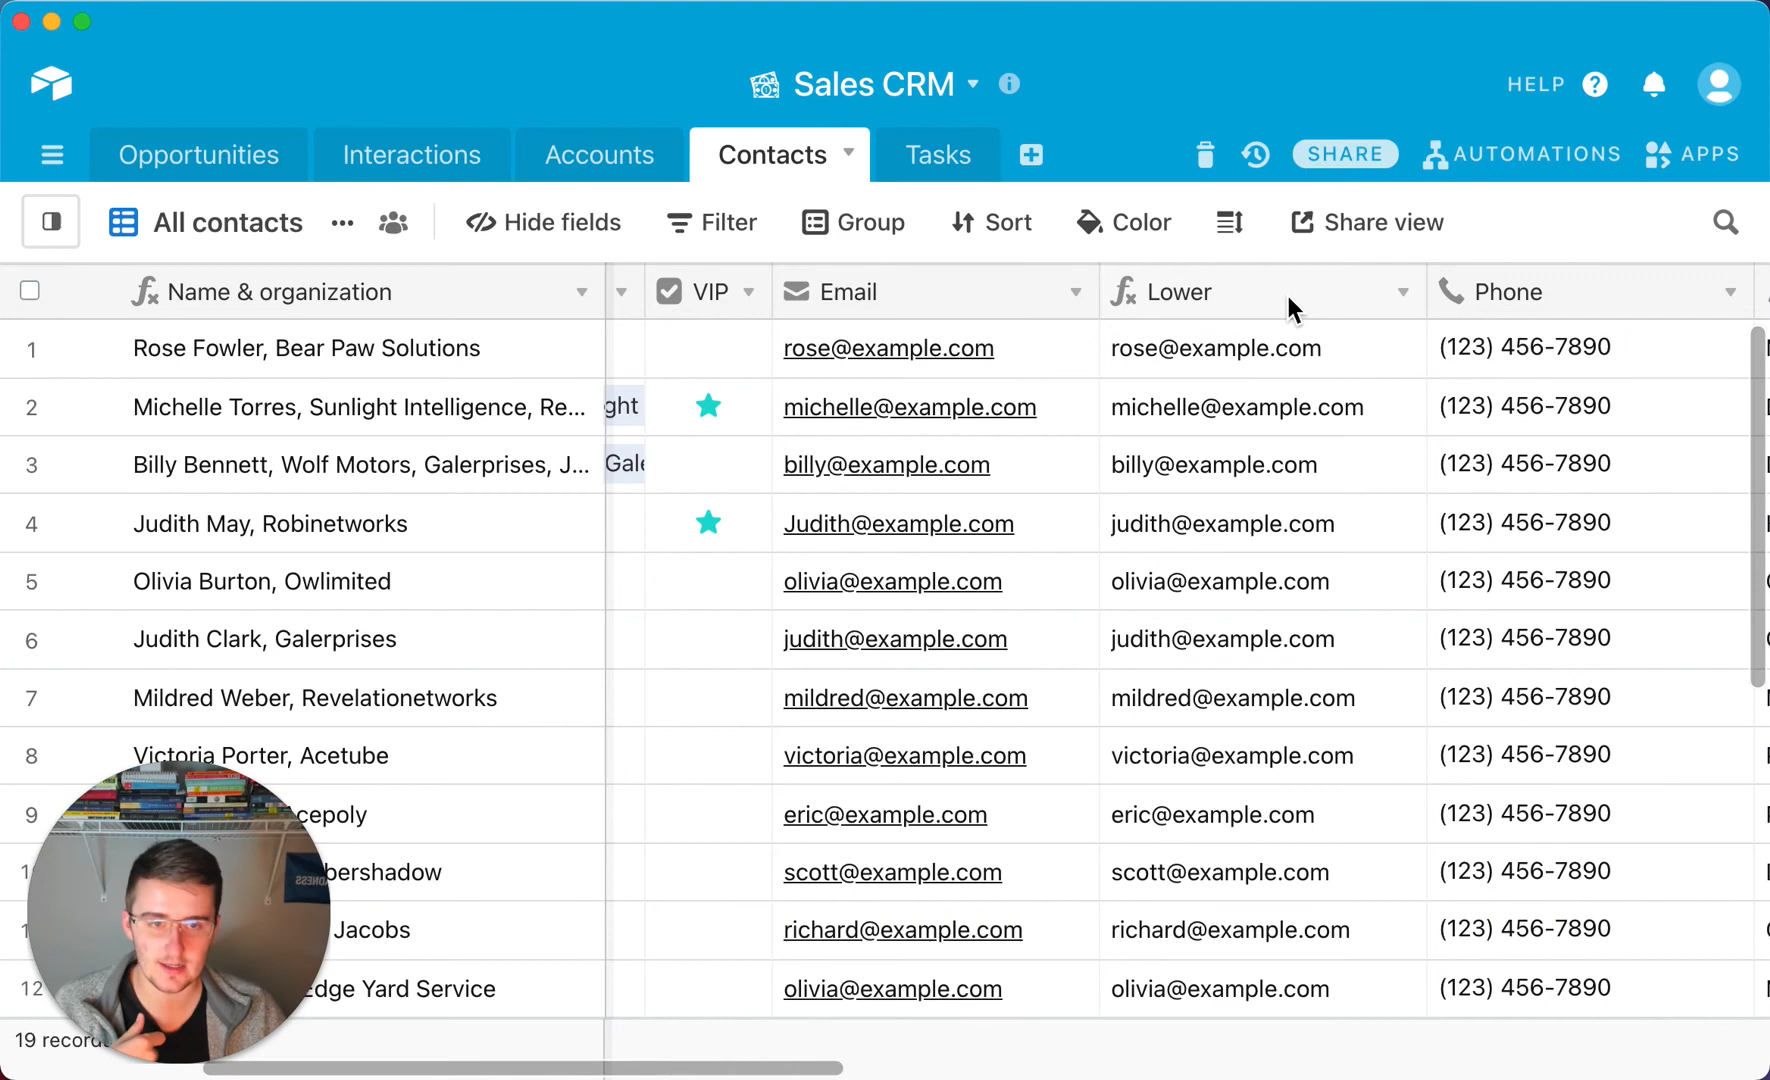 Sales CRM
HELP
Opportunities Interactions Accounts Contacts Tasks SHARE AUTOMATIONS APPS
All contacts Hide fields Filter Group Sort Color Share view
Name & organization VIP Email Lower Phone
1 Rose Fowler, Bear Paw Solutions rose@example.com rose@example.com (123) 456-7890
2 Michelle Torres, Sunlight Intelligence, Re... ght michelle@example.com michelle@example.com (123) 456-7890
3 Billy Bennett, Wolf Motors, Galerprises, J... Gale billy@example.com billy@example.com (123) 456-7890
4 Judith May, Robinetworks Judith@example.com judith@example.com (123) 456-7890
5 Olivia Burton, Owlimited olivia@example.com olivia@example.com (123) 456-7890
6 Judith Clark, Galerprises judith@example.com judith@example.com (123) 456-7890
7 Mildred Weber, Revelationetworks mildred@example.com mildred@example.com (123) 456-7890
8 Victoria Porter, Acetube victoria@example.com victoria@example.com (123) 456-7890
9 cepoly eric@example.com eric@example.com (123) 456-7890
bershadow scott@example.com scott@example.com (123) 456-7890
Jacobs richard@example.com richard@example.com (123) 456-7890
12 Edge Yard Service olivia@example.com olivia@example.com (123) 456-7890
19 records